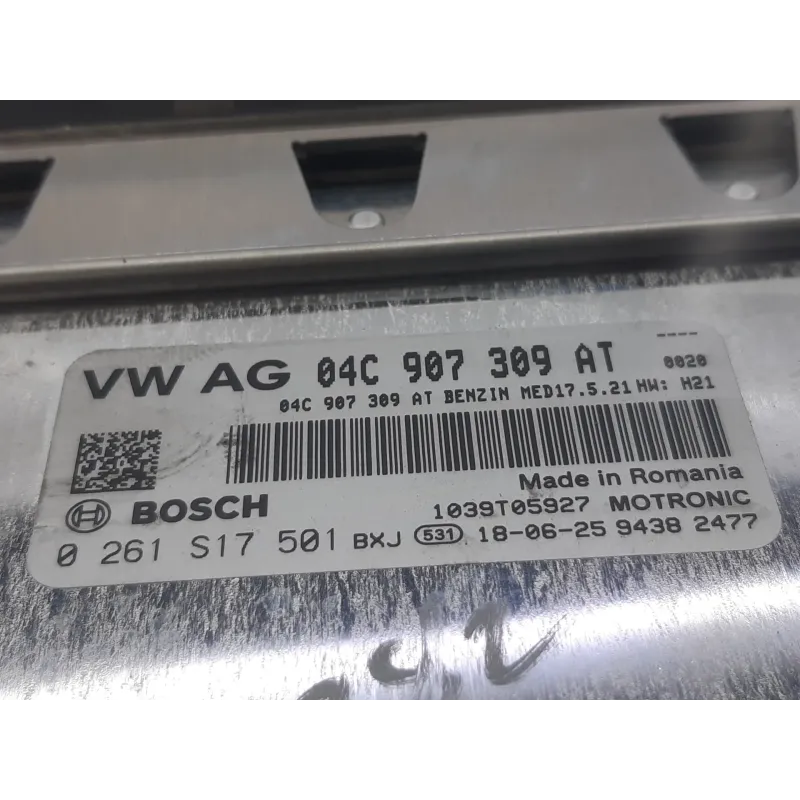 ----
VW AG 04C 907 309 AT 0020
04C 907 309 AT BENZIN MED17.5.21 HW: H21
Made in Romania
BOSCH 1039T05927 MOTRONIC
0 261 S17 501 BXJ 531 18-06-25 9438 2477